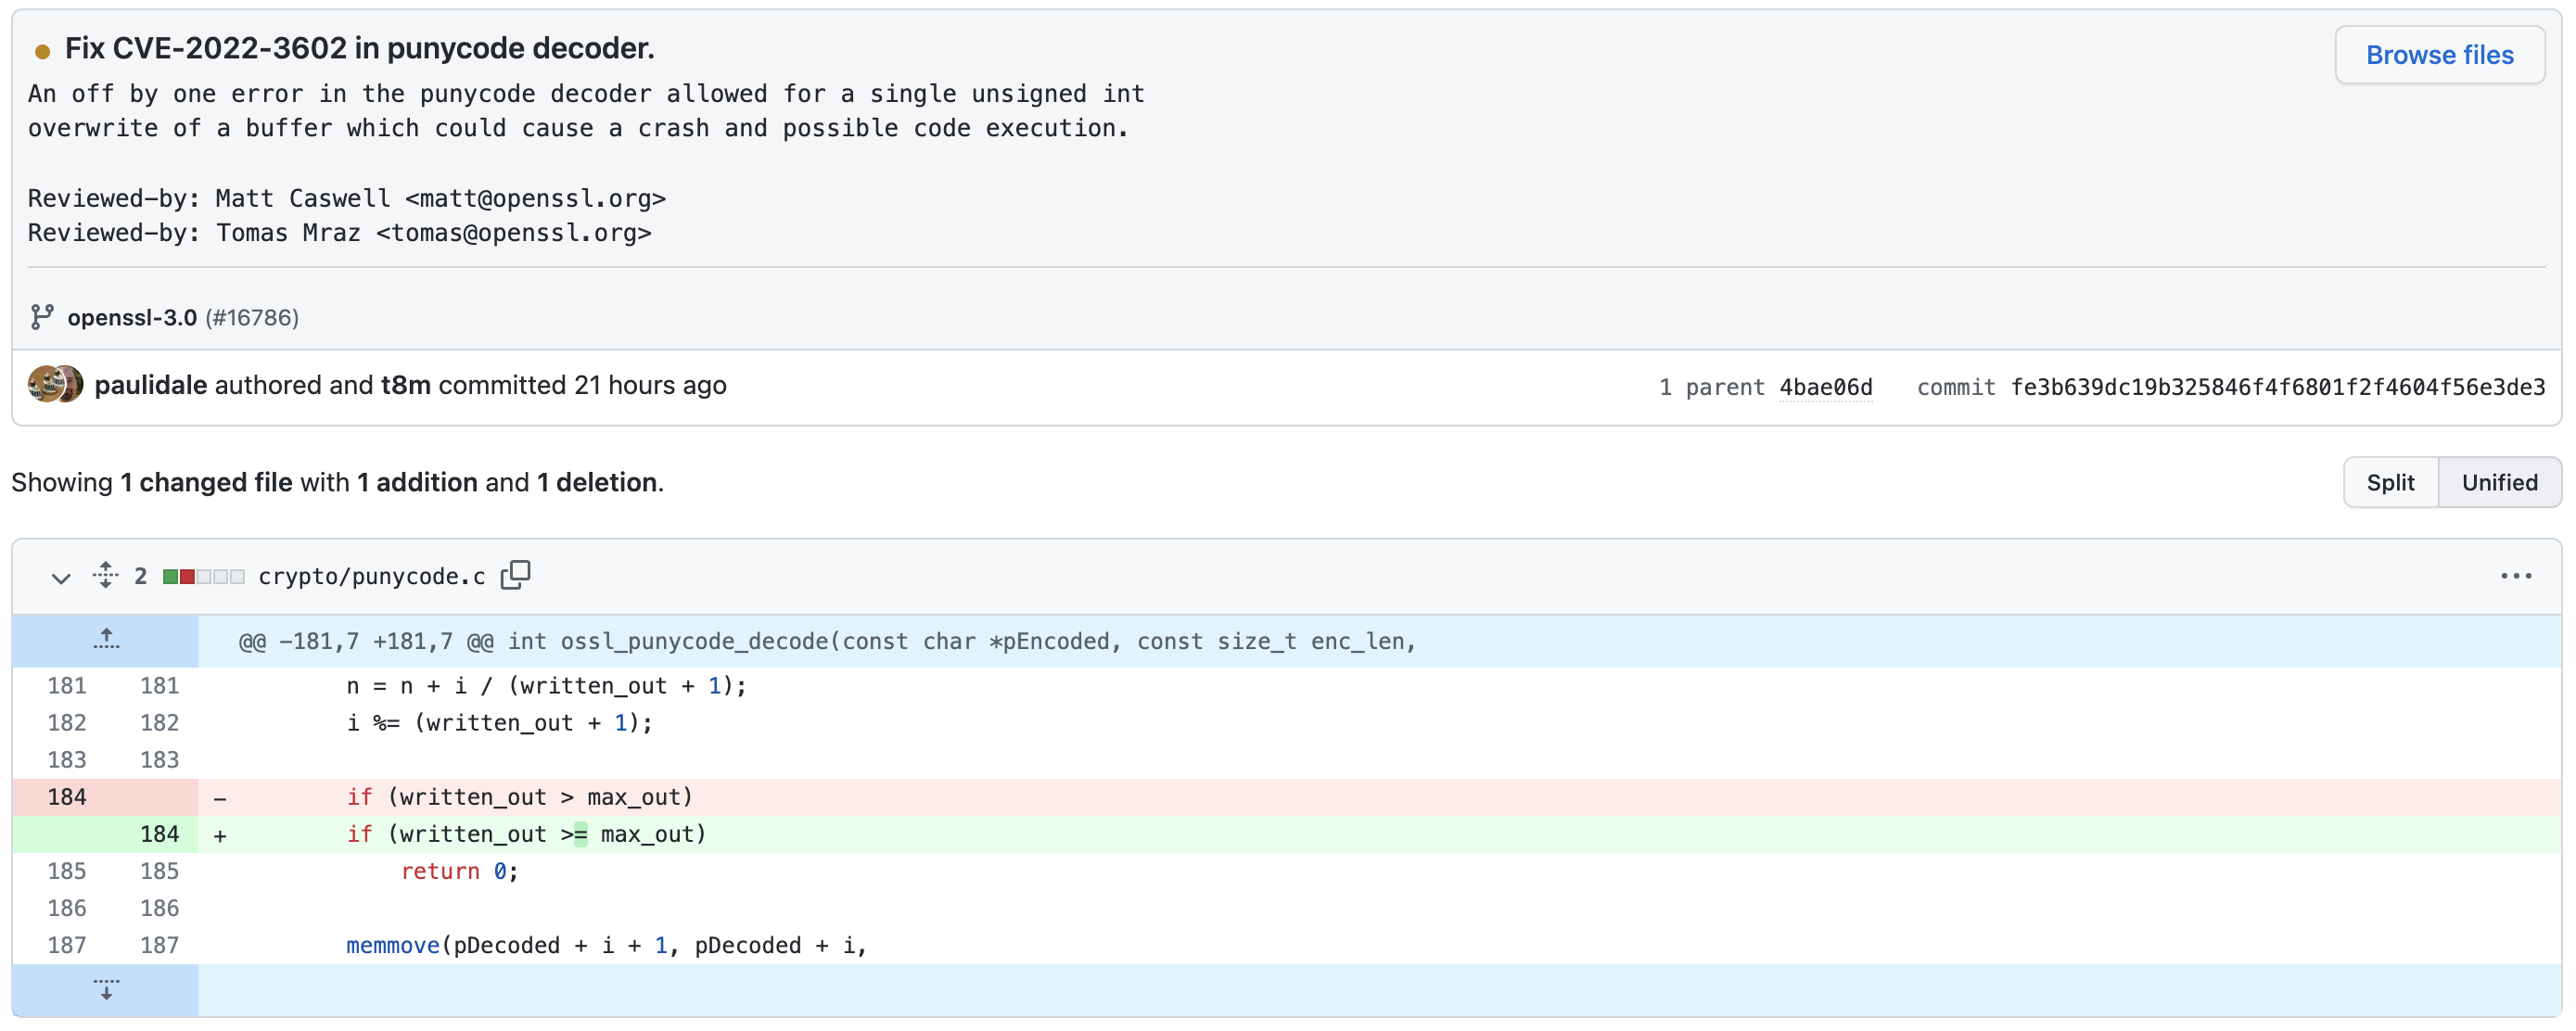 Fix CVE-2022-3602 in punycode decoder.
Browse files
An off by one error in the punycode decoder allowed for a single unsigned int
overwrite of a buffer which could cause a crash and possible code execution.
Reviewed-by: Matt Caswell <matt@openssl.org>
Reviewed-by: Tomas Mraz <tomas@openssl.org>
openssl-3.0 (#16786)
paulidale authored and t8m committed 21 hours ago
1 parent 4bae06d commit fe3b639dc19b325846f4f6801f2f4604f56e3de3
Showing 1 changed file with 1 addition and 1 deletion.
Split Unified
2 crypto/punycode.c
@@ -181,7 +181,7 @@ int ossl_punycode_decode(const char *pEncoded, const size_t enc_len,
181 181 n = n + i / (written_out + 1);
182 182 i %= (written_out + 1);
183 183
184 - if (written_out > max_out)
184 + if (written_out >= max_out)
185 185 return 0;
186 186
187 187 memmove(pDecoded + i + 1, pDecoded + i,